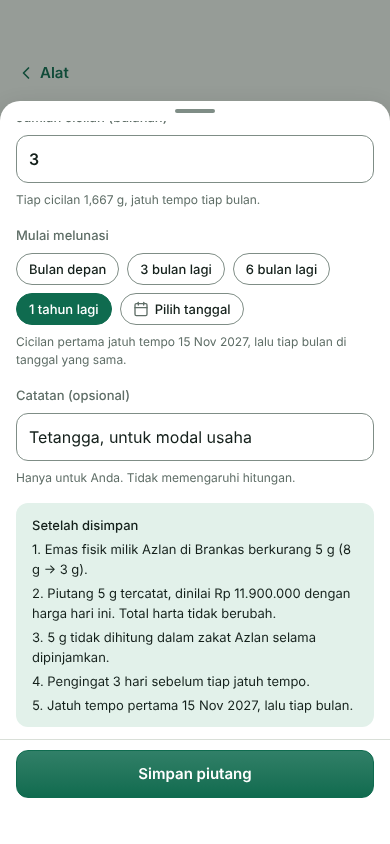 Alat
3
Tiap cicilan 1,667 g, jatuh tempo tiap bulan.
Mulai melunasi
Bulan depan
3 bulan lagi
6 bulan lagi
1 tahun lagi
Pilih tanggal
Cicilan pertama jatuh tempo 15 Nov 2027, lalu tiap bulan di
tanggal yang sama.
Catatan (opsional)
Tetangga, untuk modal usaha
Hanya untuk Anda. Tidak memengaruhi hitungan.
Setelah disimpan
1. Emas fisik milik Azlan di Brankas berkurang 5 g (8
g → 3 g).
2. Piutang 5 g tercatat, dinilai Rp 11.900.000 dengan
harga hari ini. Total harta tidak berubah.
3. 5 g tidak dihitung dalam zakat Azlan selama
dipinjamkan.
4. Pengingat 3 hari sebelum tiap jatuh tempo.
5. Jatuh tempo pertama 15 Nov 2027, lalu tiap bulan.
Simpan piutang